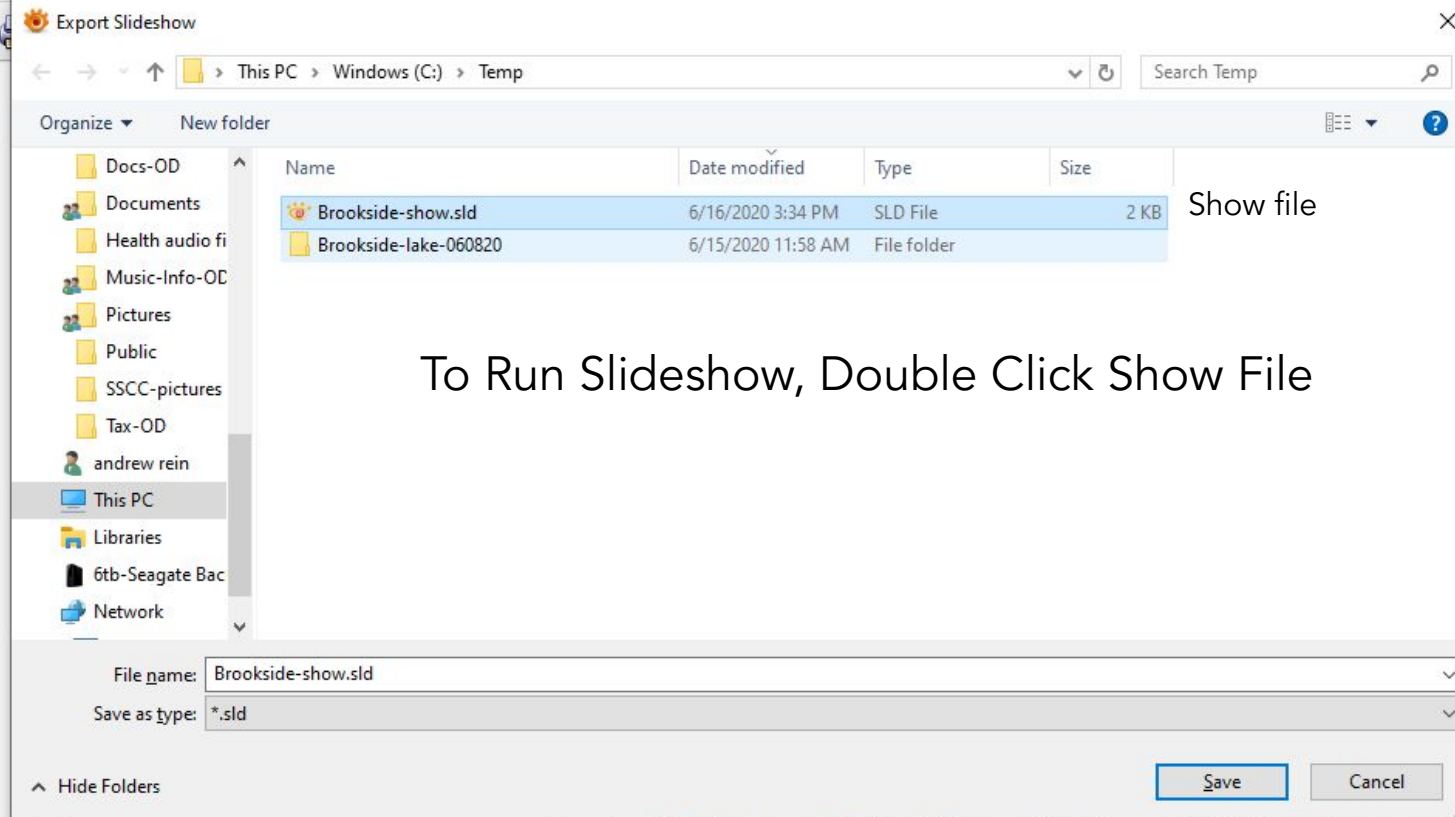 Export Slideshow
This PC > Windows (C:) > Temp
Search Temp
Organize
New folder
Docs-OD
Documents
Health audio fi
Music-Info-OD
Pictures
Public
SSCC-pictures
Tax-OD
andrew rein
This PC
Libraries
6tb-Seagate Bac
Network
Name Date modified Type Size
Brookside-show.sld 6/16/2020 3:34 PM SLD File 2 KB
Show file
Brookside-lake-060820 6/15/2020 11:58 AM File folder
To Run Slideshow, Double Click Show File
File name: Brookside-show.sld
Save as type: *.sld
Hide Folders
Save
Cancel